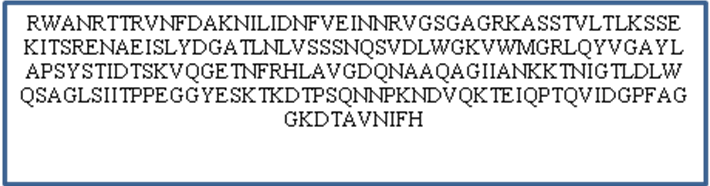 RWANRTTRVNFDAKNILIDNFVEINNRVGSGAGRKASSTVLTLKSSE
KITSRENAEISLYDGATLNLVSSSNQSVDLWGKVWMGRLQYVGAYL
APSYSTIDTSKVQGETNFRHLAVGDQNAAQAGIIANKKTNIGTLDLW
QSAGLSIITPPEGGYESKTKDTPSQNNPKNDVQKTEIQPTQVIDGPFAG
GKDTAVNIFH